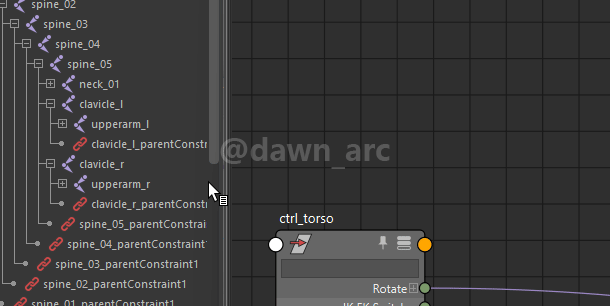 spine_02
spine_03
spine_04
spine_05
neck_01
clavicle_l
upperarm_l
clavicle_l_parentConstr
clavicle_r
upperarm_r
clavicle_r_parentConstr
spine_05_parentConstrai
spine_04_parentConstraint1
spine_03_parentConstraint1
spine_02_parentConstraint1
spine_01_parentConstraint1
@dawn_arc
ctrl_torso
Rotate
IK FK Switch